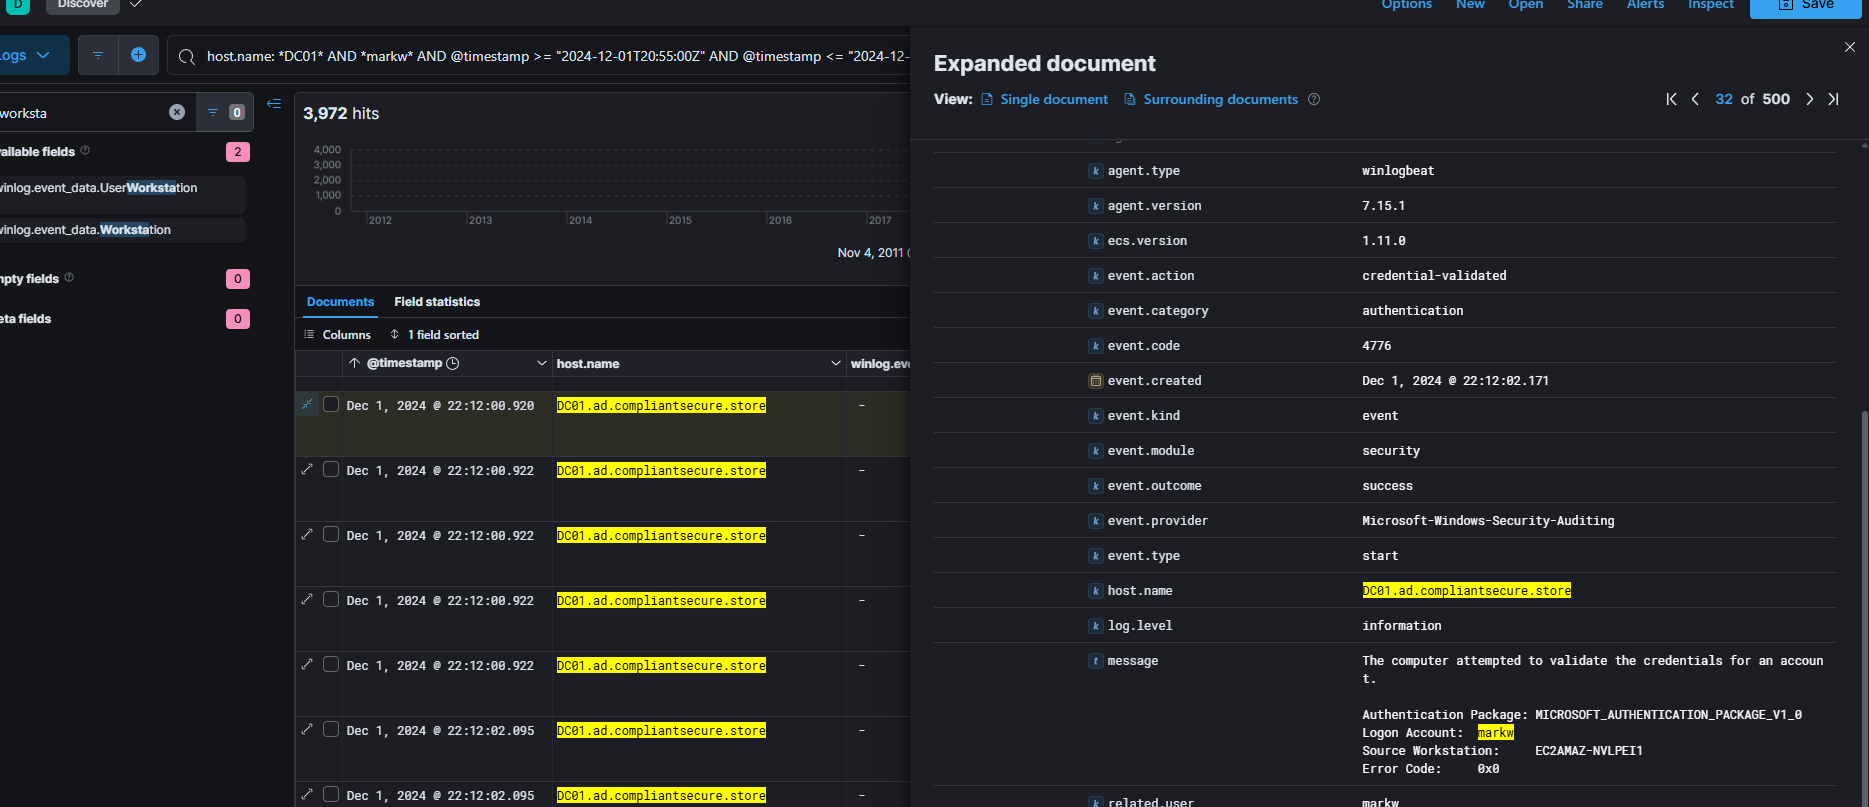 D
Discover
Options New Open Share Alerts Inspect Save
ogs
host.name: *DC01* AND *markw* AND @timestamp >= "2024-12-01T20:55:00Z" AND @timestamp <= "2024-12-
worksta
0
3,972 hits
ailable fields 2
winlog.event_data.UserWorkstation
winlog.event_data.Workstation
mpty fields 0
eta fields 0
4,000
3,000
2,000
1,000
0
2012 2013 2014 2015 2016 2017
Nov 4, 2011
Documents Field statistics
Columns 1 field sorted
@timestamp host.name winlog.eve
Dec 1, 2024 @ 22:12:00.920 DC01.ad.compliantsecure.store -
Dec 1, 2024 @ 22:12:00.922 DC01.ad.compliantsecure.store -
Dec 1, 2024 @ 22:12:00.922 DC01.ad.compliantsecure.store -
Dec 1, 2024 @ 22:12:00.922 DC01.ad.compliantsecure.store -
Dec 1, 2024 @ 22:12:00.922 DC01.ad.compliantsecure.store -
Dec 1, 2024 @ 22:12:02.095 DC01.ad.compliantsecure.store -
Dec 1, 2024 @ 22:12:02.095 DC01.ad.compliantsecure.store -
Expanded document
View: Single document Surrounding documents
32 of 500
k agent.type winlogbeat
k agent.version 7.15.1
k ecs.version 1.11.0
k event.action credential-validated
k event.category authentication
k event.code 4776
event.created Dec 1, 2024 @ 22:12:02.171
k event.kind event
k event.module security
k event.outcome success
k event.provider Microsoft-Windows-Security-Auditing
k event.type start
k host.name DC01.ad.compliantsecure.store
k log.level information
t message The computer attempted to validate the credentials for an accoun
t.
Authentication Package: MICROSOFT_AUTHENTICATION_PACKAGE_V1_0
Logon Account: markw
Source Workstation: EC2AMAZ-NVLPEI1
Error Code: 0x0
k related.user markw